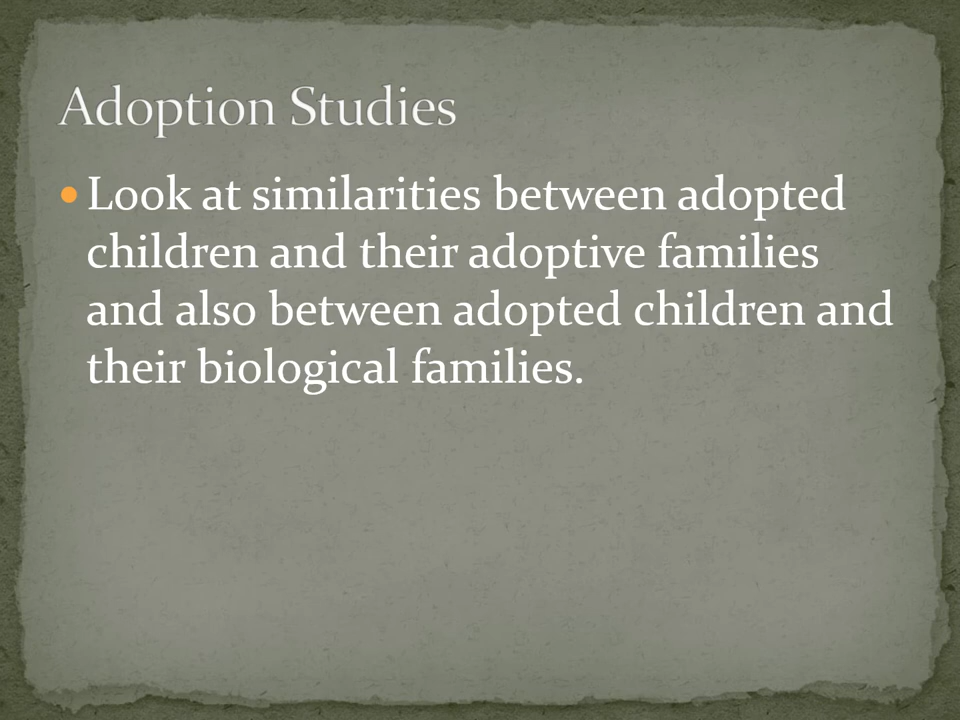 Adoption Studies
• Look at similarities between adopted
children and their adoptive families
and also between adopted children and
their biological families.